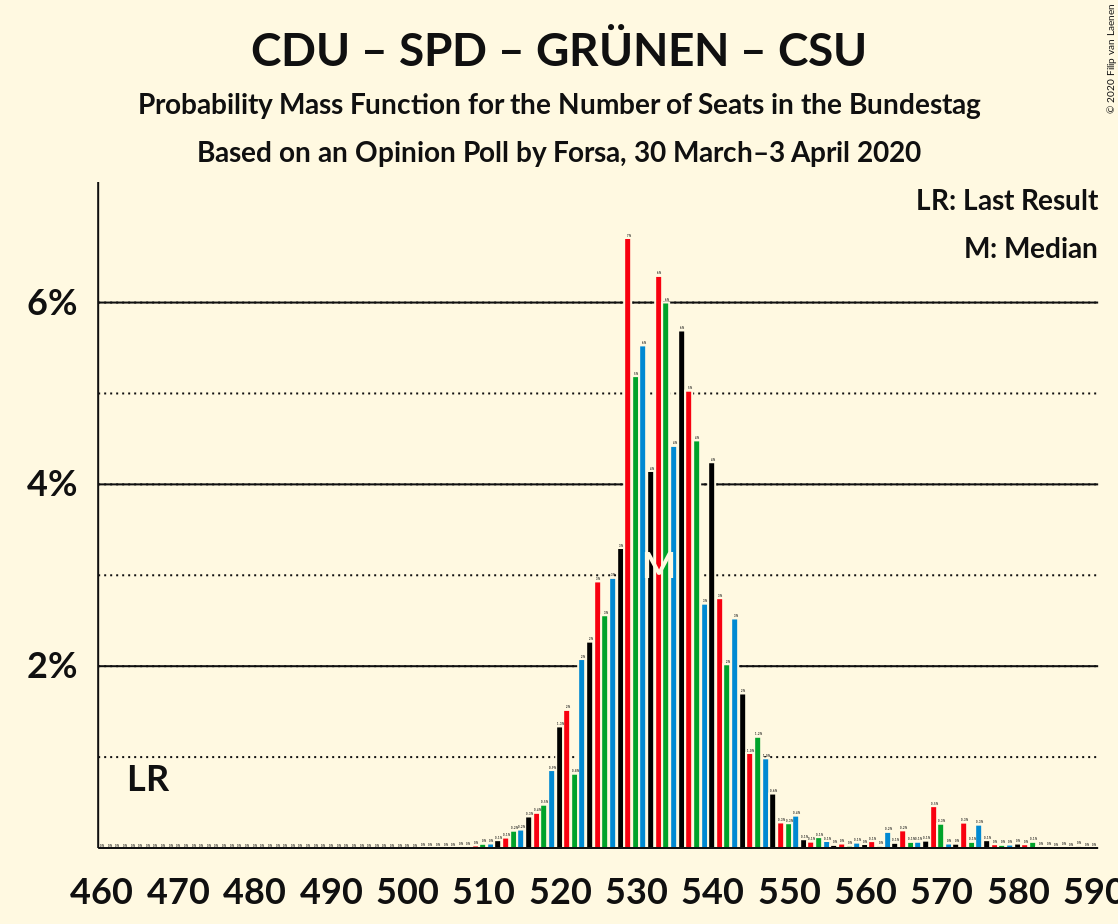 CDU – SPD – GRÜNEN – CSU
Probability Mass Function for the Number of Seats in the Bundestag
Based on an Opinion Poll by Forsa, 30 March–3 April 2020
© 2020 Filip van Laenen
LR: Last Result
M: Median
6%
4%
2%
LR
M
460 470 480 490 500 510 520 530 540 550 560 570 580 590